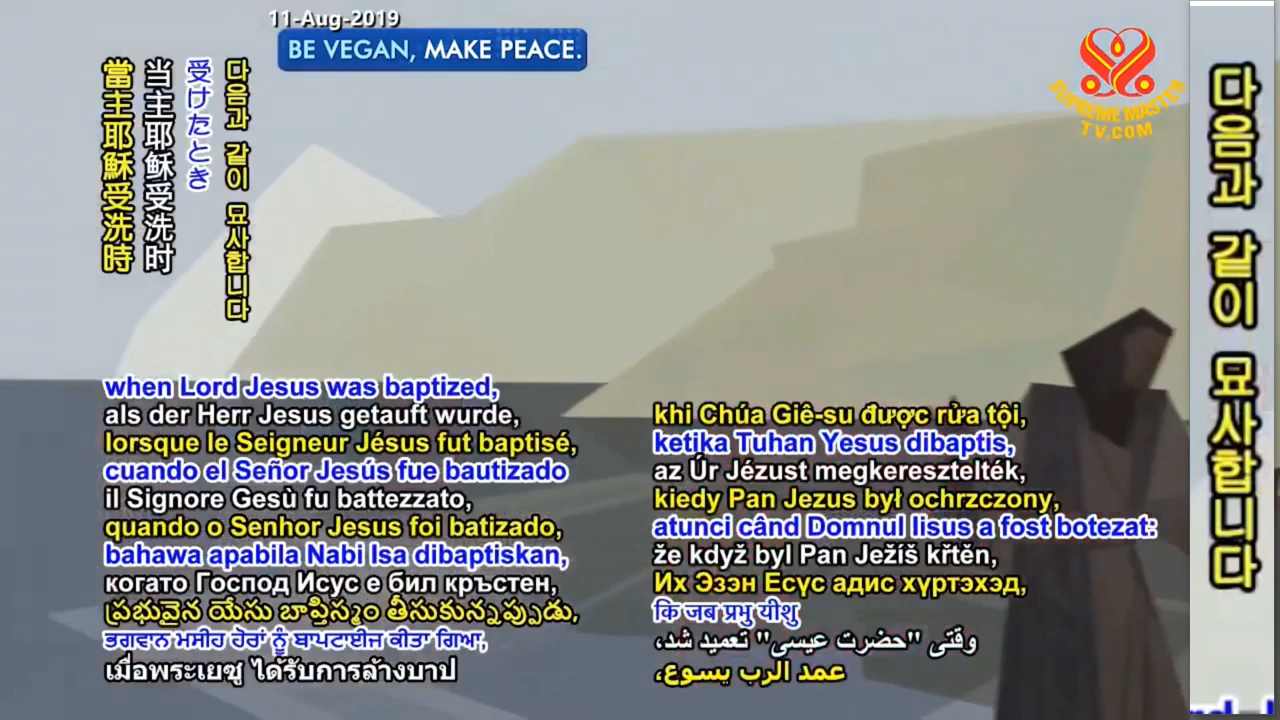 11-Aug-2019
BE VEGAN, MAKE PEACE.
SUPREME MASTER
TV.COM
當主耶穌受洗時
当主耶稣受洗时
受けたとき
다음과 같이 묘사합니다
when Lord Jesus was baptized,
als der Herr Jesus getauft wurde,
lorsque le Seigneur Jésus fut baptisé,
cuando el Señor Jesús fue bautizado
il Signore Gesù fu battezzato,
quando o Senhor Jesus foi batizado,
bahawa apabila Nabi Isa dibaptiskan,
когато Господ Исус е бил кръстен,
ప్రభువైన యేసు బాప్తిస్మం తీసుకున్నప్పుడు,
ਭਗਵਾਨ ਮਸੀਹ ਹੋਰਾਂ ਨੂੰ ਬਾਪਟਾਈਜ ਕੀਤਾ ਗਿਆ,
เมื่อพระเยซู ได้รับการล้างบาป
khi Chúa Giê-su được rửa tội,
ketika Tuhan Yesus dibaptis,
az Úr Jézust megkeresztelték,
kiedy Pan Jezus był ochrzczony,
atunci când Domnul Iisus a fost botezat:
že když byl Pan Ježíš křtěn,
Их Эзэн Есүс адис хүртэхэд,
कि जब प्रभु यीशु
وقتی "حضرت عیسی" تعمید شد،
عمد الرب يسوع،
다음과 같이 묘사합니다